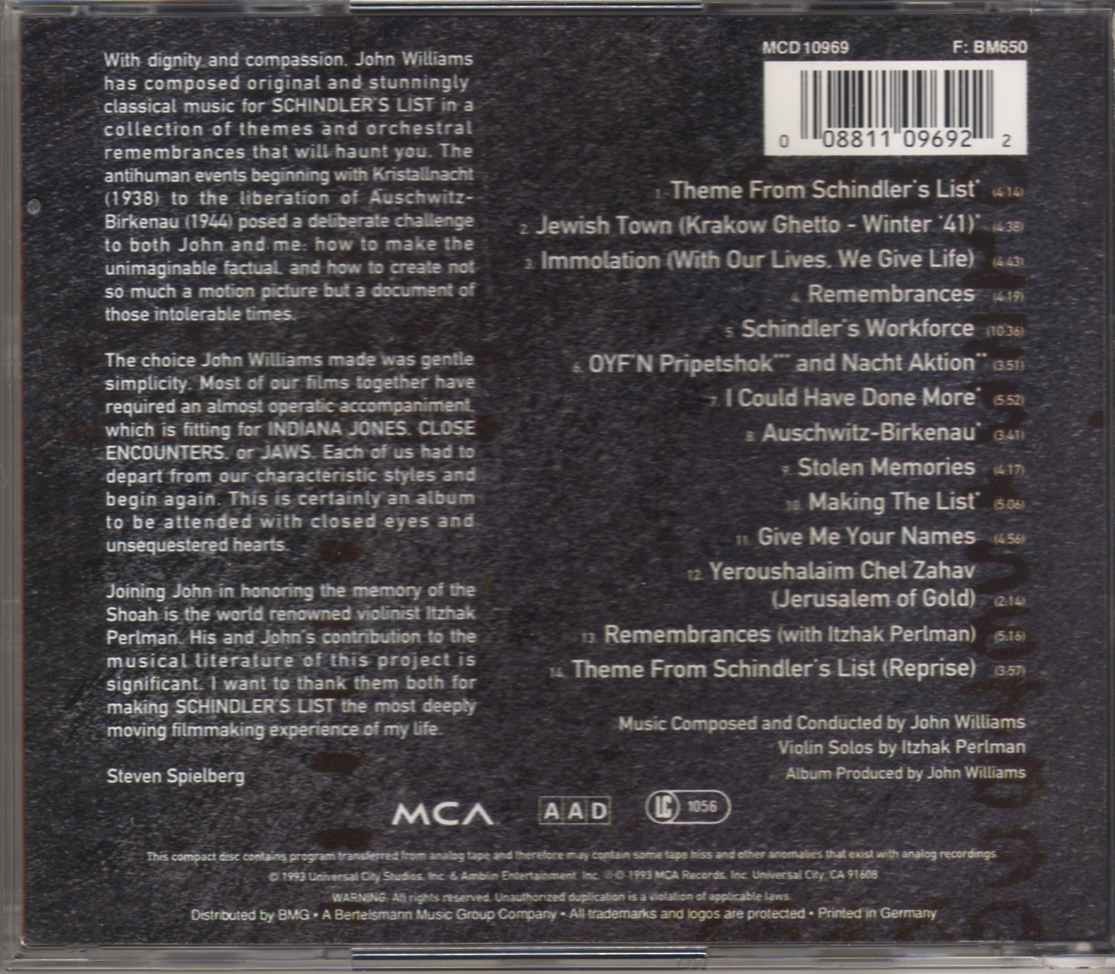 With dignity and compassion, John Williams
has composed original and stunningly
classical music for SCHINDLER'S LIST in a
collection of themes and orchestral
remembrances that will haunt you. The
antihuman events beginning with Kristallnacht
(1938) to the liberation of Auschwitz-
Birkenau (1944) posed a deliberate challenge
to both John and me: how to make the
unimaginable factual, and how to create not
so much a motion picture but a document of
those intolerable times.
The choice John Williams made was gentle
simplicity. Most of our films together have
required an almost operatic accompaniment,
which is fitting for INDIANA JONES, CLOSE
ENCOUNTERS, or JAWS. Each of us had to
depart from our characteristic styles and
begin again. This is certainly an album
to be attended with closed eyes and
unsequestered hearts.
Joining John in honoring the memory of the
Shoah is the world renowned violinist Itzhak
Perlman. His and John's contribution to the
musical literature of this project is
significant. I want to thank them both for
making SCHINDLER'S LIST the most deeply
moving filmmaking experience of my life.
Steven Spielberg
MCD 10969 F: BM650
0 08811 09692 2
1. Theme From Schindler's List* (4:14)
2. Jewish Town (Krakow Ghetto - Winter '41)* (4:38)
3. Immolation (With Our Lives, We Give Life) (4:43)
4. Remembrances (4:19)
5. Schindler's Workforce (10:36)
6. OYF'N Pripetshok*** and Nacht Aktion** (3:51)
7. I Could Have Done More* (5:52)
8. Auschwitz-Birkenau* (3:41)
9. Stolen Memories (4:17)
10. Making The List* (5:06)
11. Give Me Your Names (4:56)
12. Yeroushalaim Chel Zahav
(Jerusalem of Gold) (2:14)
13. Remembrances (with Itzhak Perlman) (5:16)
14. Theme From Schindler's List (Reprise) (3:57)
Music Composed and Conducted by John Williams
Violin Solos by Itzhak Perlman
Album Produced by John Williams
MCA AAD LC 1056
This compact disc contains program transferred from analog tape and therefore may contain some tape hiss and other anomalies that exist with analog recordings.
© 1993 Universal City Studios, Inc. & Amblin Entertainment, Inc. ℗ © 1993 MCA Records, Inc. Universal City, CA 91608
WARNING: All rights reserved. Unauthorized duplication is a violation of applicable laws.
Distributed by BMG • A Bertelsmann Music Group Company • All trademarks and logos are protected • Printed in Germany